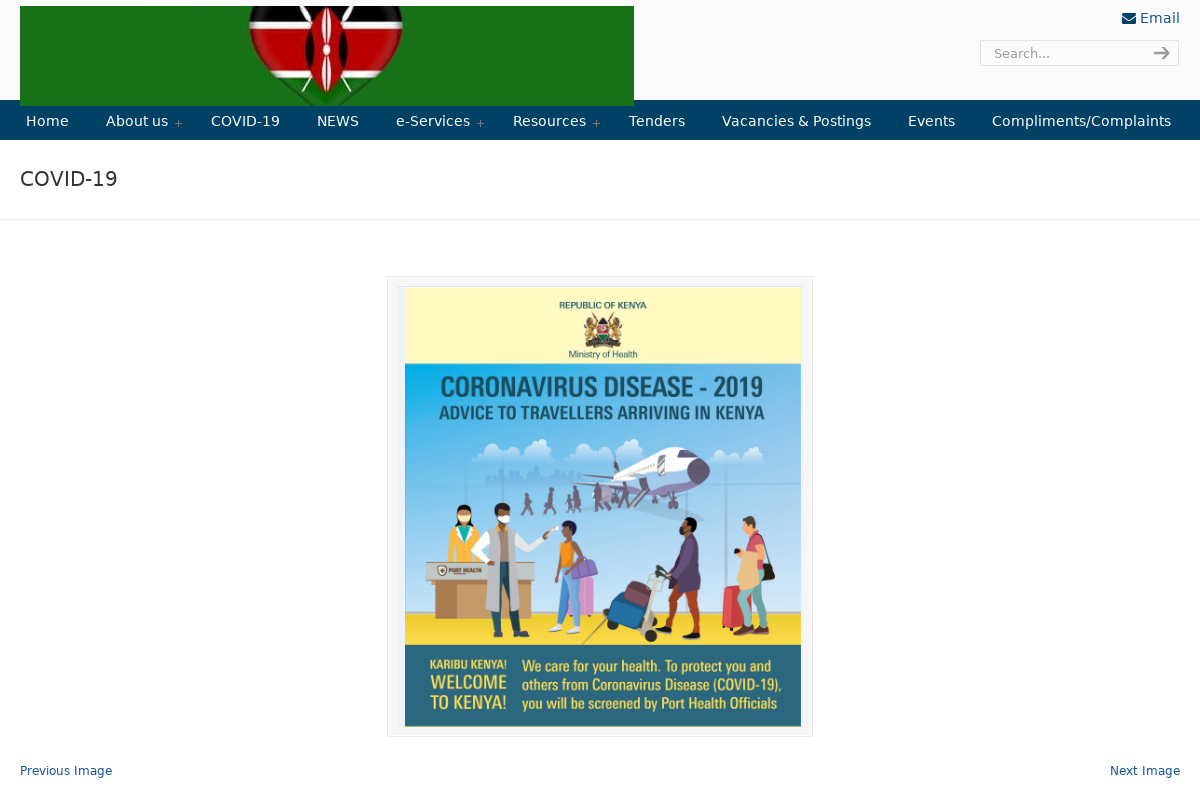 Email
Search...
Home
About us
COVID-19
NEWS
e-Services
Resources
Tenders
Vacancies & Postings
Events
Compliments/Complaints
COVID-19
REPUBLIC OF KENYA
Ministry of Health
CORONAVIRUS DISEASE - 2019
ADVICE TO TRAVELLERS ARRIVING IN KENYA
PORT HEALTH
KARIBU KENYA!
WELCOME
TO KENYA!
We care for your health. To protect you and
others from Coronavirus Disease (COVID-19),
you will be screened by Port Health Officials
Previous Image
Next Image